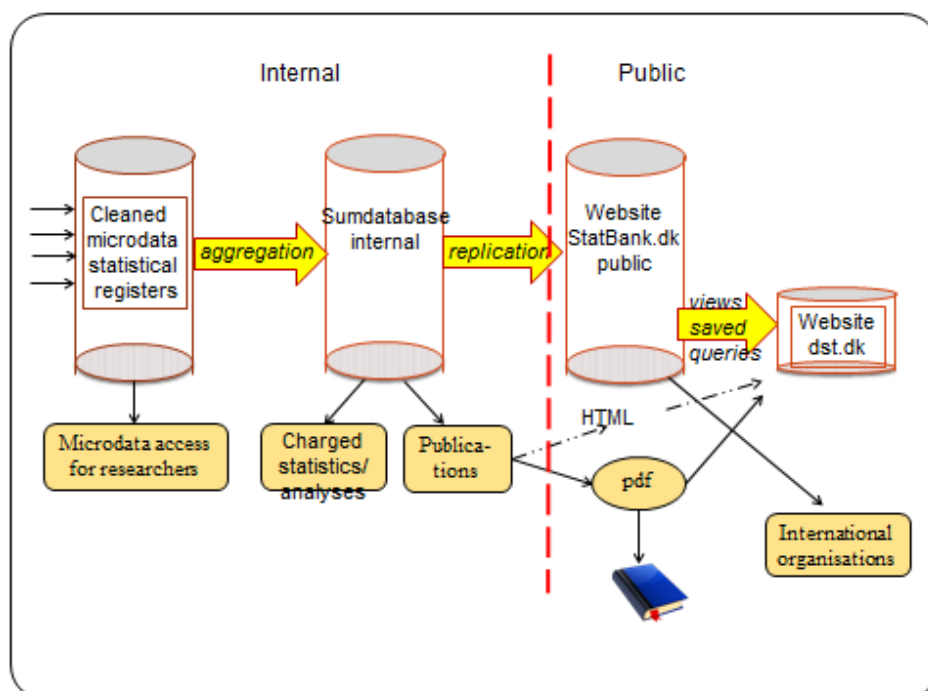 Internal
Public
Cleaned
microdata
statistical
registers
aggregation
Sumdatabase
internal
replication
Website
StatBank.dk
public
views
saved
queries
Website
dst.dk
Microdata access
for researchers
Charged
statistics/
analyses
Publica-
tions
HTML
pdf
International
organisations